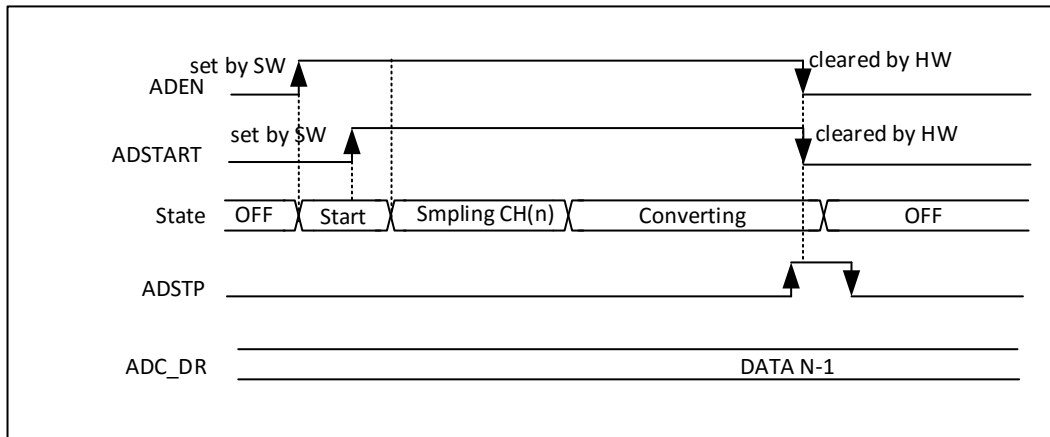 set by SW
cleared by HW
ADEN
set by SW
cleared by HW
ADSTART
State OFF Start Smpling CH(n) Converting OFF
ADSTP
ADC_DR DATA N-1